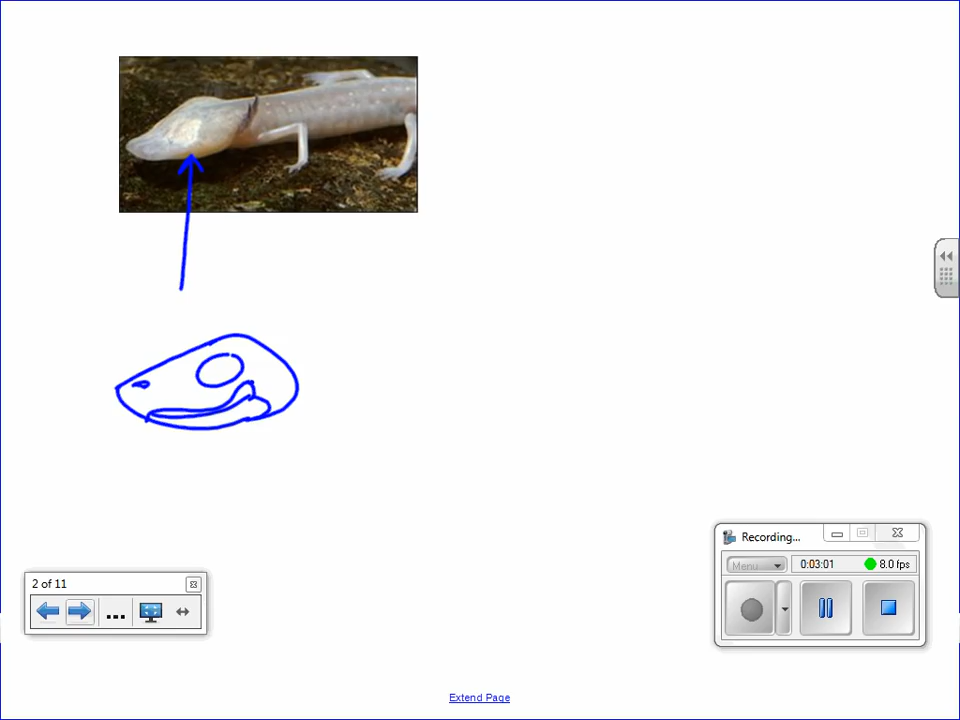 Recording...
Menu
0:03:01
8.0 fps
2 of 11
...
Extend Page